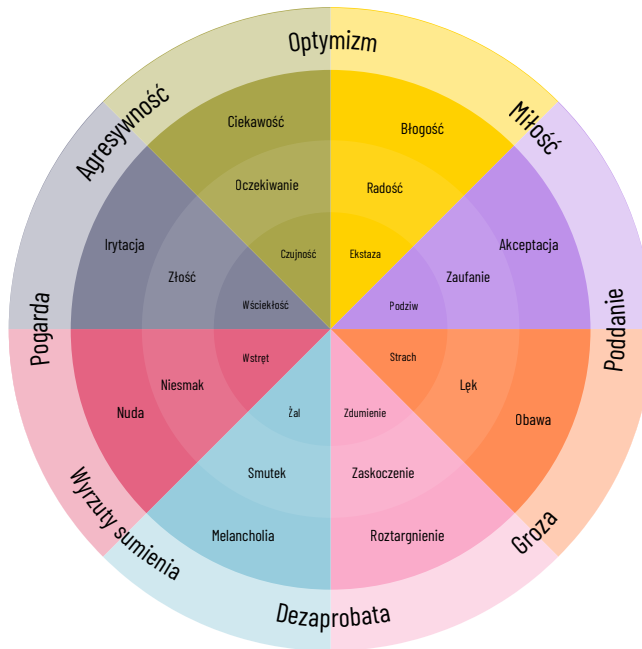 Optymizm
Agresywność
Miłość
Ciekawość
Błogość
Oczekiwanie
Radość
Irytacja
Akceptacja
Czujność
Ekstaza
Złość
Zaufanie
Wściekłość
Podziw
Pogarda
Poddanie
Wstręt
Strach
Niesmak
Lęk
Nuda
Żal
Zdumienie
Obawa
Smutek
Zaskoczenie
Melancholia
Roztargnienie
Wyrzuty sumienia
Groza
Dezaprobata